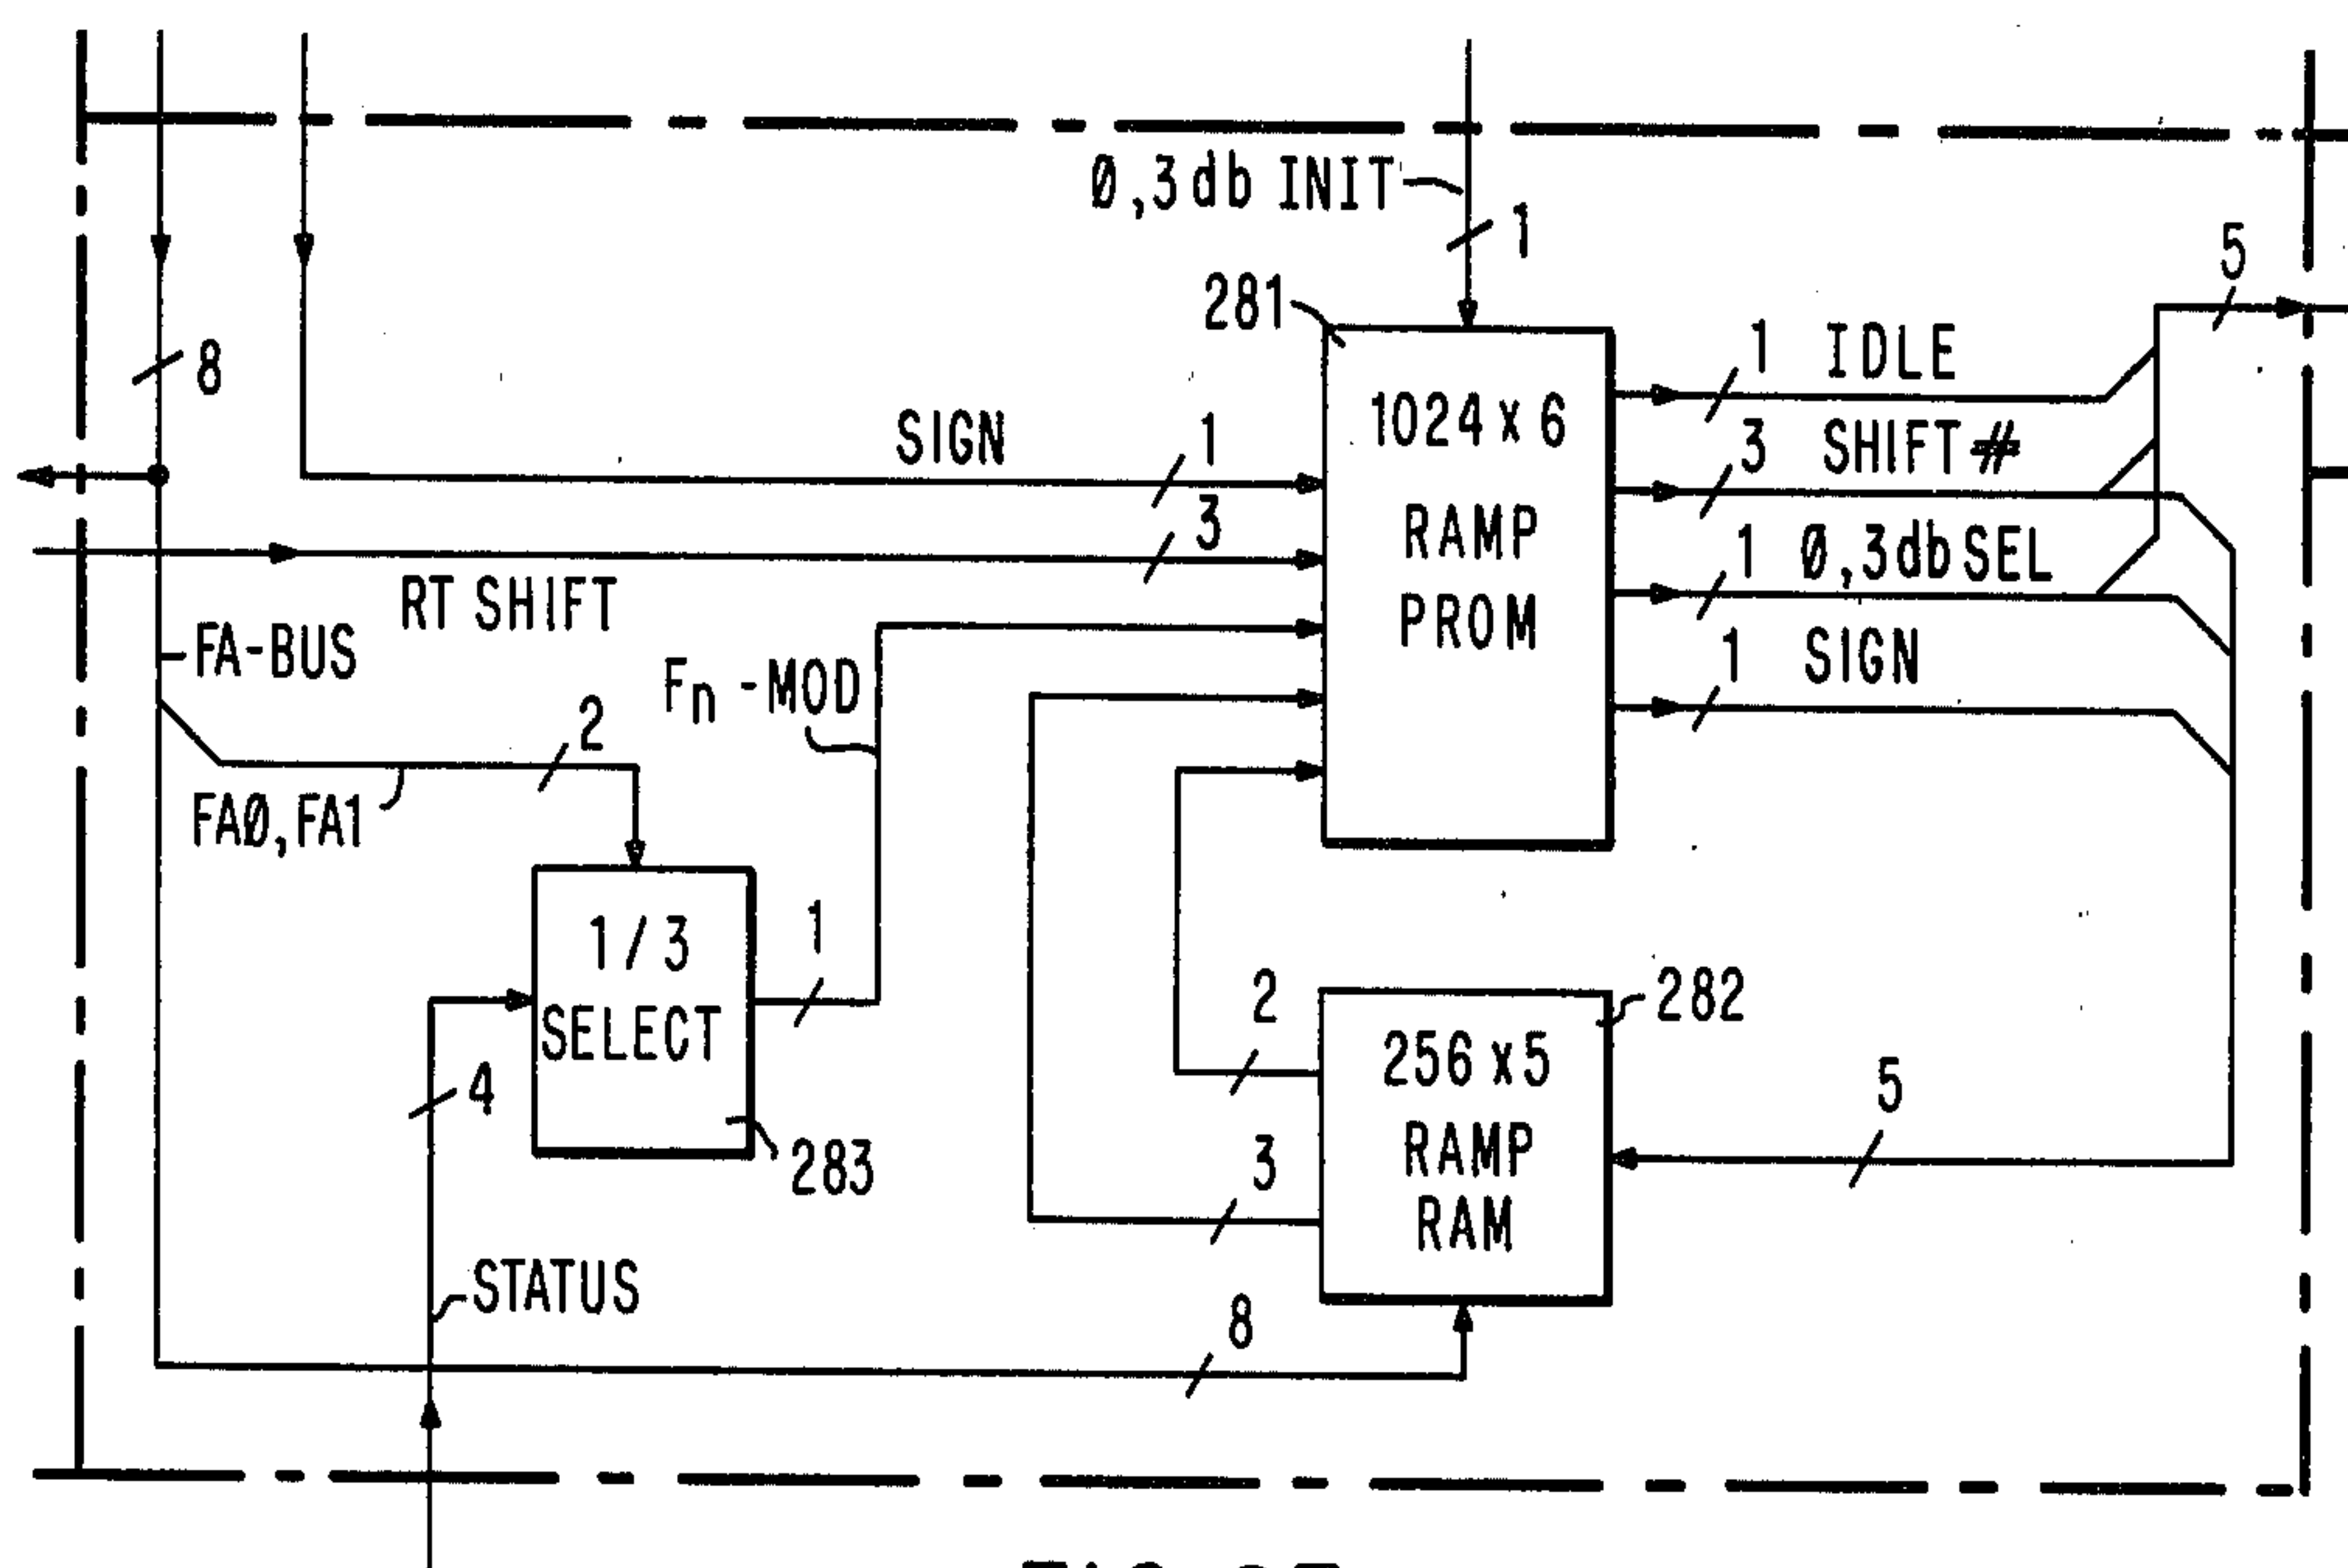 Ø,3db INIT
1
5
281
8
1 IDLE
1024 x 6
SIGN 1
3 SHIFT #
3
RAMP
1 Ø,3db SEL
RT SHIFT
PROM
FA-BUS
1 SIGN
Fn -MOD
2
FAØ, FA1
1/3
1
SELECT
2
282
256 x 5
4
5
RAMP
283
3
RAM
STATUS
8